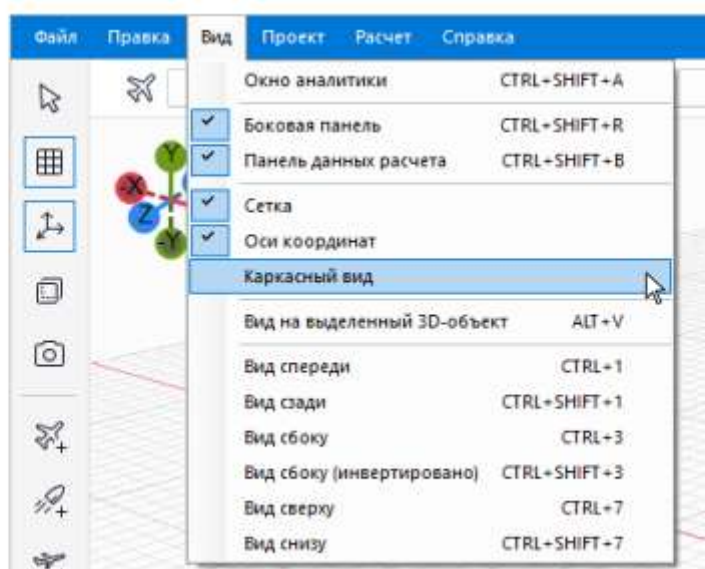 Файл Правка Вид Проект Расчет Справка
Окно аналитики CTRL+SHIFT+A
Боковая панель CTRL+SHIFT+R
Панель данных расчета CTRL+SHIFT+B
Сетка
Оси координат
Каркасный вид
Вид на выделенный 3D-объект ALT+V
Вид спереди CTRL+1
Вид сзади CTRL+SHIFT+1
Вид сбоку CTRL+3
Вид сбоку (инвертировано) CTRL+SHIFT+3
Вид сверху CTRL+7
Вид снизу CTRL+SHIFT+7
Y
-X
Z
-Y